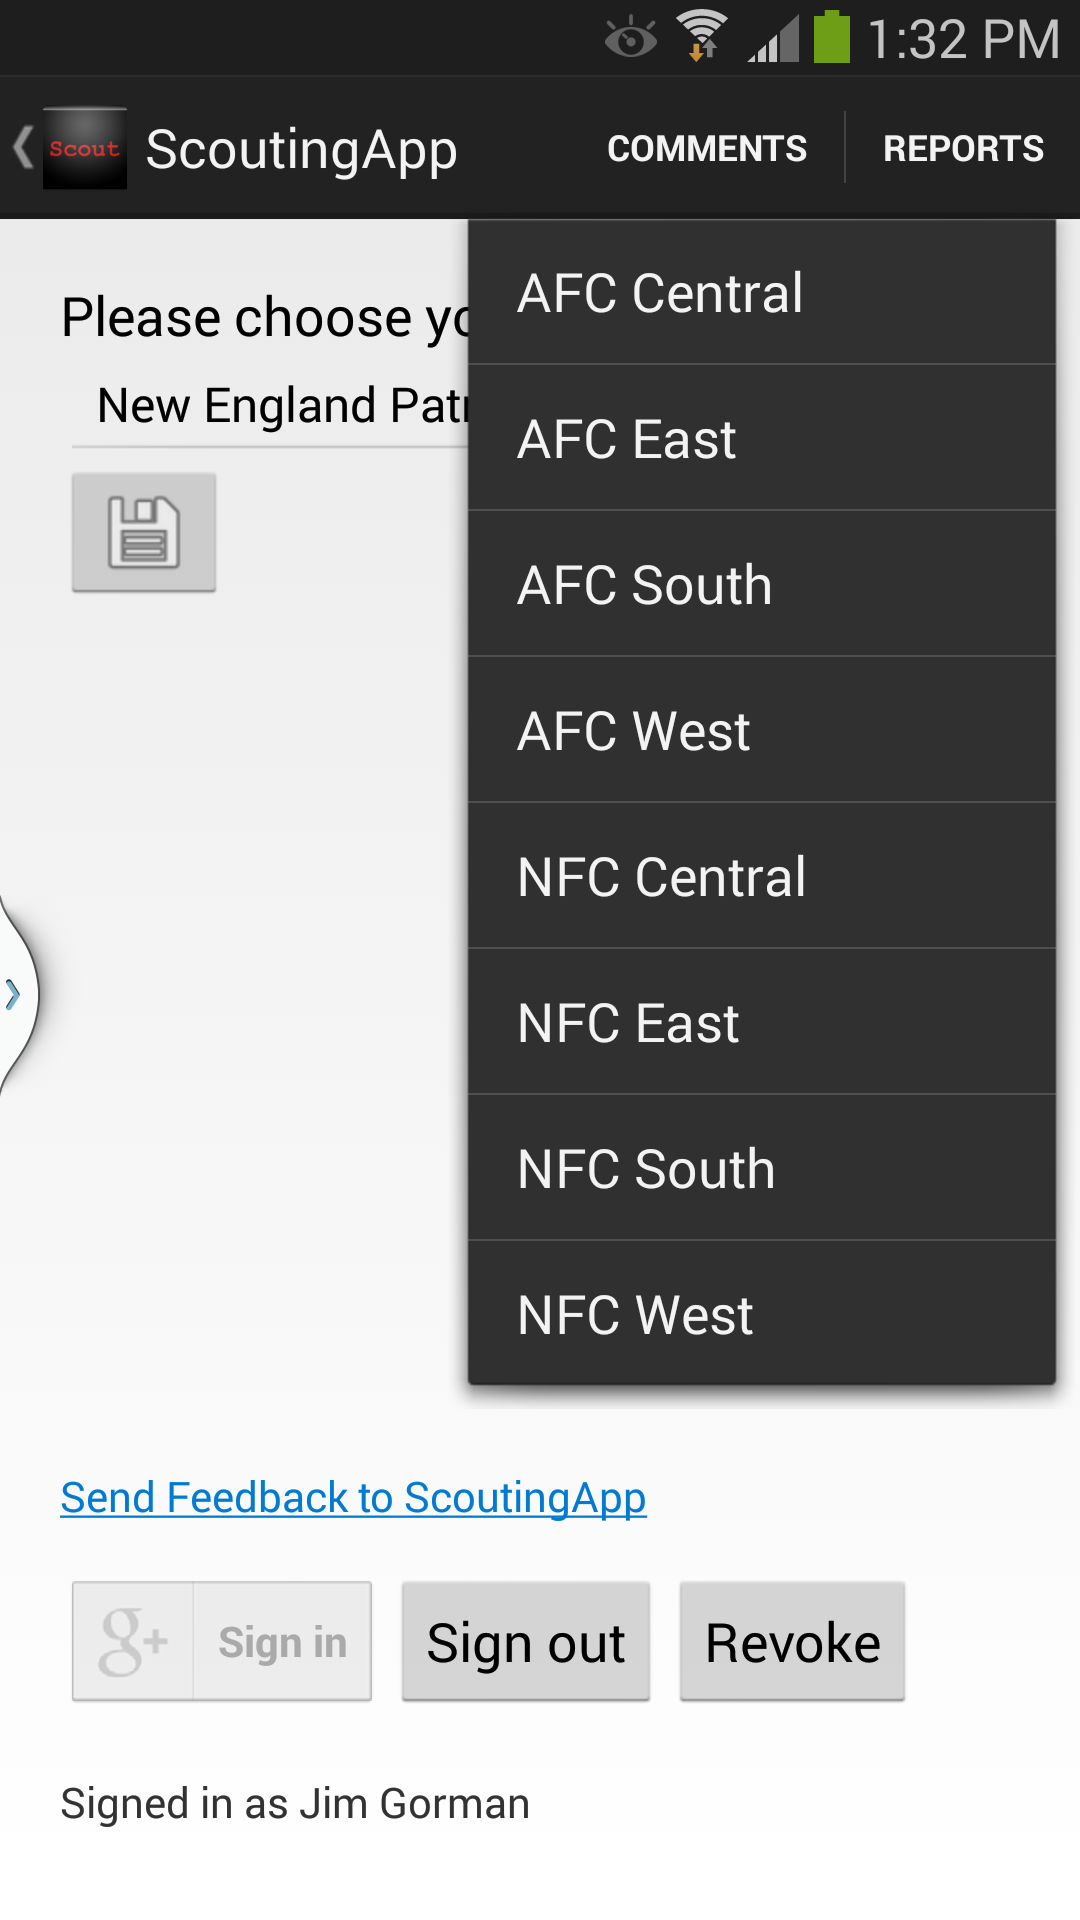 1:32 PM
Scout
ScoutingApp
COMMENTS
REPORTS
Please choose
New England
AFC Central
AFC East
AFC South
AFC West
NFC Central
NFC East
NFC South
NFC West
Send Feedback to ScoutingApp
g+ Sign in
Sign out
Revoke
Signed in as Jim Gorman